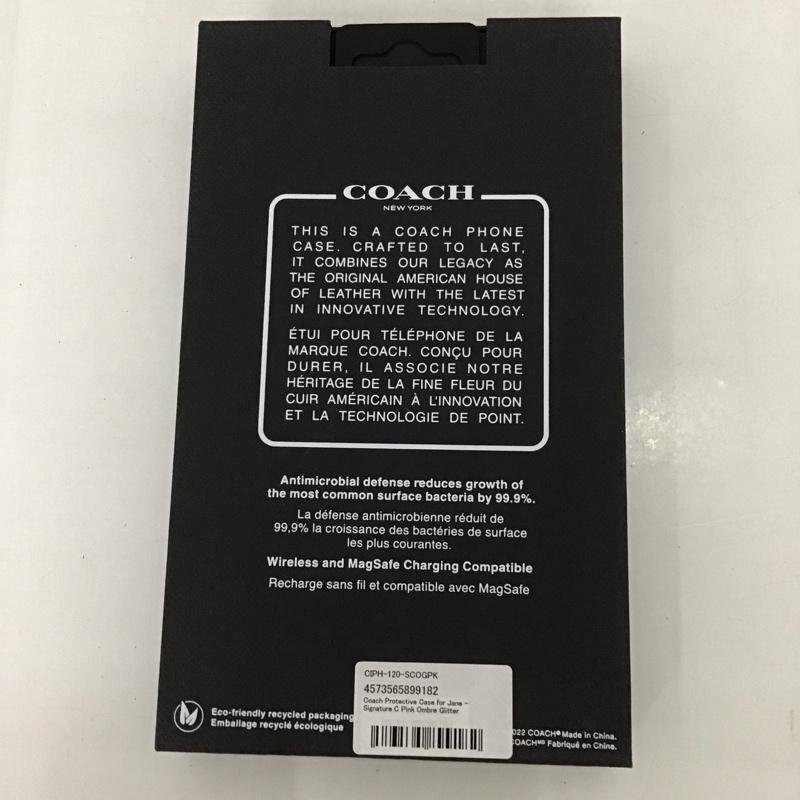 COACH
NEW YORK
THIS IS A COACH PHONE
CASE. CRAFTED TO LAST,
IT COMBINES OUR LEGACY AS
THE ORIGINAL AMERICAN HOUSE
OF LEATHER WITH THE LATEST
IN INNOVATIVE TECHNOLOGY.
ÉTUI POUR TÉLÉPHONE DE LA
MARQUE COACH. CONÇU POUR
DURER, IL ASSOCIE NOTRE
HÉRITAGE DE LA FINE FLEUR DU
CUIR AMÉRICAIN À L'INNOVATION
ET LA TECHNOLOGIE DE POINT.
Antimicrobial defense reduces growth of
the most common surface bacteria by 99.9%.
La défense antimicrobienne réduit de
99,9% la croissance des bactéries de surface
les plus courantes.
Wireless and MagSafe Charging Compatible
Recharge sans fil et compatible avec MagSafe
CIPH-120-SCOGPK
4573565899182
Coach Protective Case for Jane -
Signature C Pink Ombre Glitter
Eco-friendly recycled packaging
Emballage recyclé écologique
022 COACH® Made in China.
COACHᴹᴰ Fabriqué en Chine.